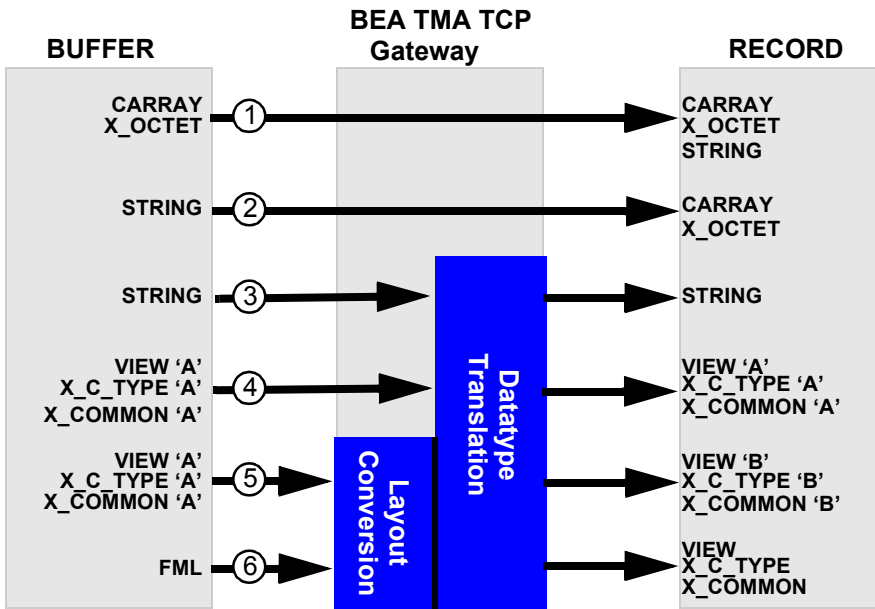 BEA TMA TCP
Gateway
BUFFER
RECORD
CARRAY
X_OCTET
1
CARRAY
X_OCTET
STRING
STRING
2
CARRAY
X_OCTET
STRING
3
STRING
VIEW ‘A’
X_C_TYPE ‘A’
X_COMMON ‘A’
4
VIEW ‘A’
X_C_TYPE ‘A’
X_COMMON ‘A’
VIEW ‘A’
X_C_TYPE ‘A’
X_COMMON ‘A’
5
VIEW ‘B’
X_C_TYPE ‘B’
X_COMMON ‘B’
FML
6
VIEW
X_C_TYPE
X_COMMON
Datatype
Translation
Layout
Conversion